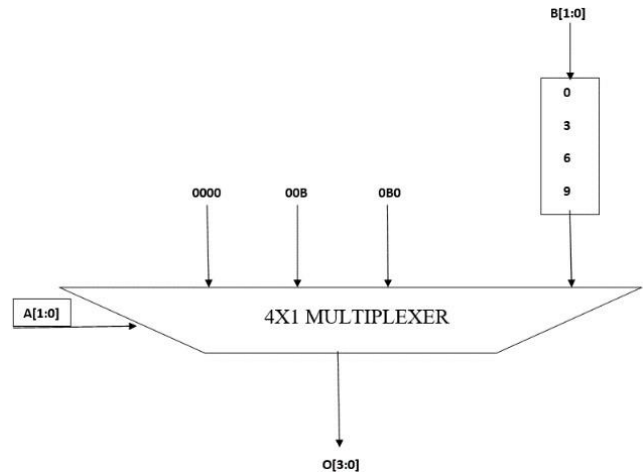 B[1:0]
0
3
6
9
0000
00B
0B0
A[1:0]
4X1 MULTIPLEXER
O[3:0]